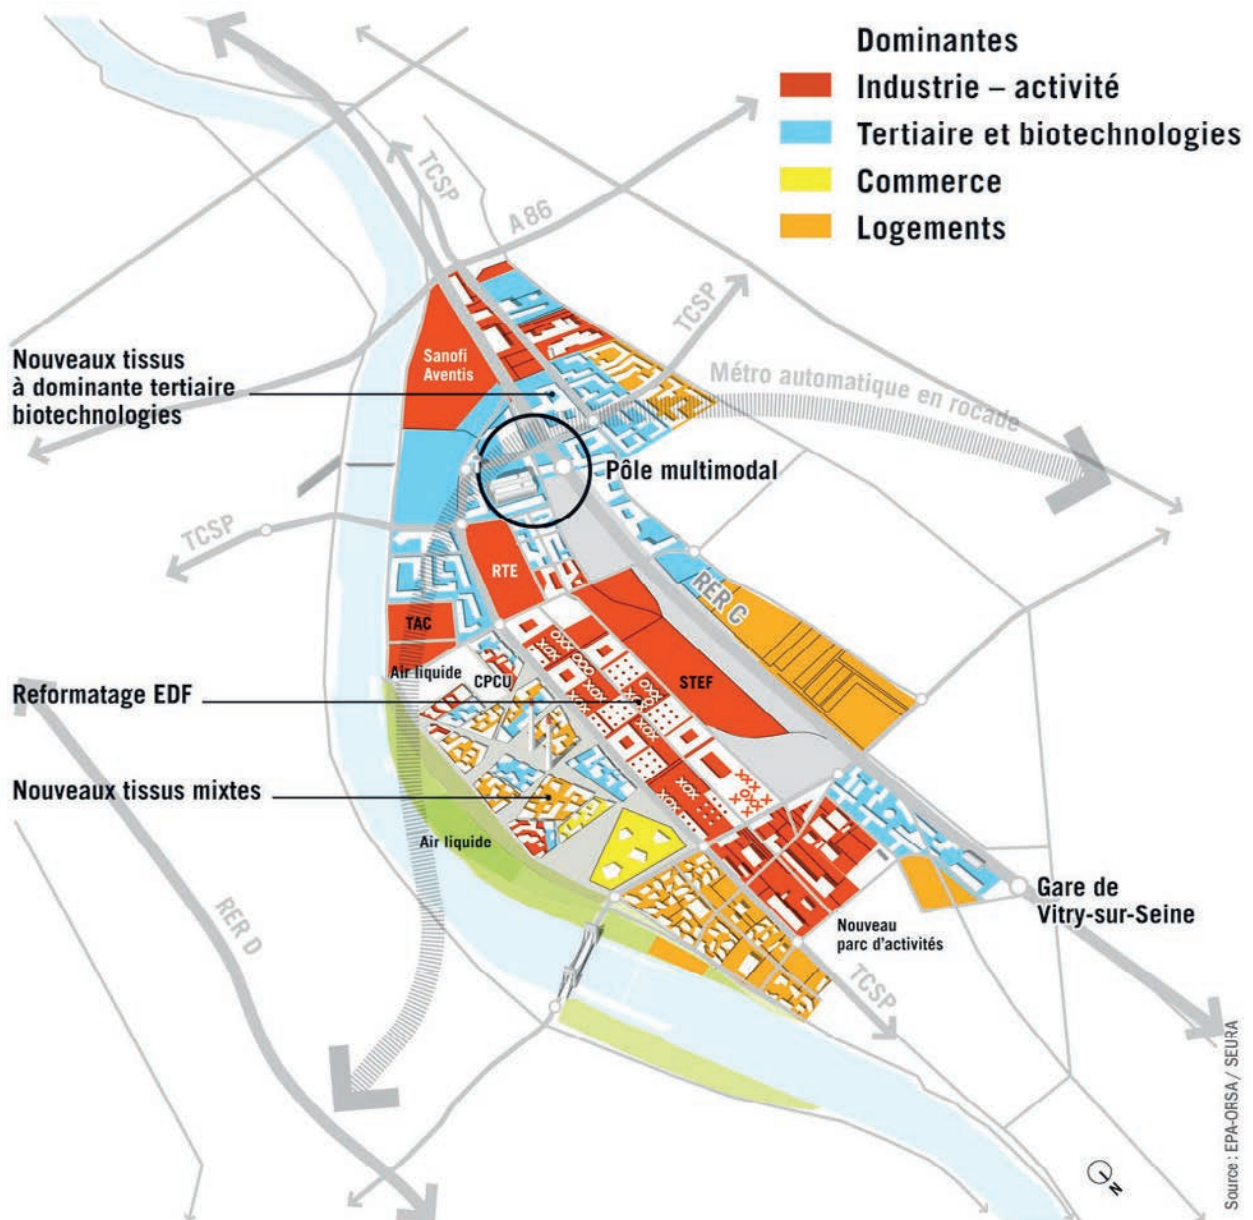 Dominantes
Industrie – activité
Tertiaire et biotechnologies
Commerce
Logements
TCSP
A 86
TCSP
Nouveaux tissus
à dominante tertiaire
biotechnologies
Sanofi
Aventis
Métro automatique en rocade
Pôle multimodal
TCSP
RTE
RER C
TAC
Air liquide
CPCU
STEF
Reformatage EDF
Nouveaux tissus mixtes
Air liquide
RER D
Gare de
Vitry-sur-Seine
Nouveau
parc d'activités
TCSP
N
Source : EPA-ORSA / SEURA